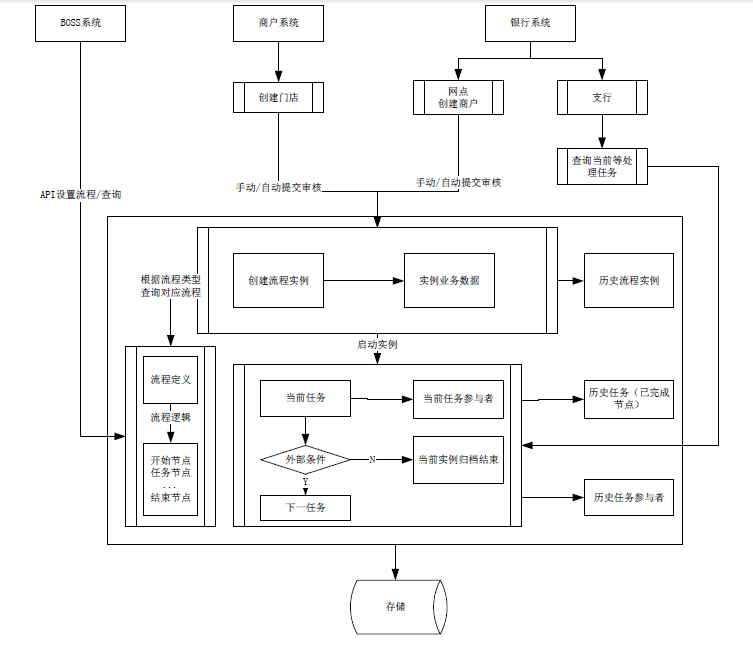 BOSS系统
商户系统
银行系统
创建门店
网点
创建商户
支行
查询当前等处
理任务
API设置流程/查询
手动/自动提交审核
手动/自动提交审核
根据流程类型
查询对应流程
创建流程实例
实例业务数据
历史流程实例
启动实例
流程定义
流程逻辑
开始节点
任务节点
...
结束节点
当前任务
当前任务参与者
历史任务（已完成
节点）
外部条件
N
当前实例归档结束
Y
下一任务
历史任务参与者
存储